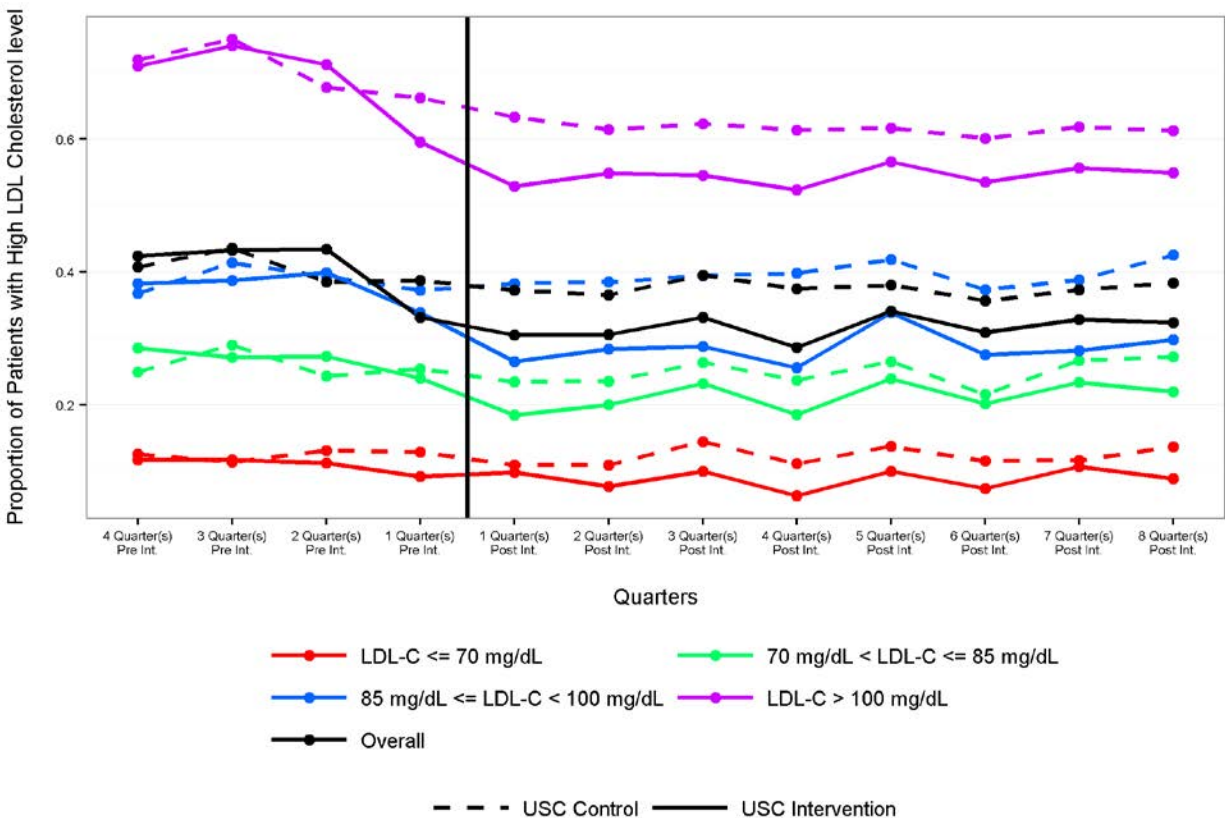 Proportion of Patients with High LDL Cholesterol level
0.6
0.4
0.2
4 Quarter(s) 3 Quarter(s) 2 Quarter(s) 1 Quarter(s) 1 Quarter(s) 2 Quarter(s) 3 Quarter(s) 4 Quarter(s) 5 Quarter(s) 6 Quarter(s) 7 Quarter(s) 8 Quarter(s)
Pre Int. Pre Int. Pre Int. Pre Int. Post Int. Post Int. Post Int. Post Int. Post Int. Post Int. Post Int. Post Int.
Quarters
LDL-C <= 70 mg/dL 70 mg/dL < LDL-C <= 85 mg/dL
85 mg/dL <= LDL-C < 100 mg/dL LDL-C > 100 mg/dL
Overall
USC Control USC Intervention